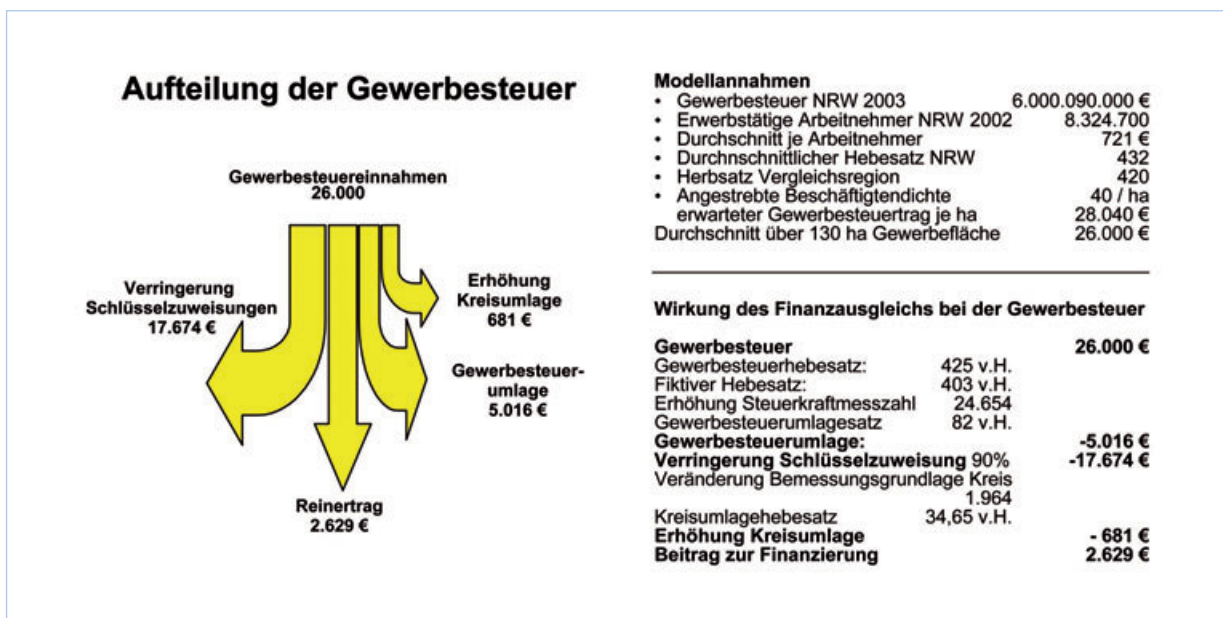 Aufteilung der Gewerbesteuer
Gewerbesteuereinnahmen
26.000
Verringerung
Schlüsselzuweisungen
17.674 €
Erhöhung
Kreisumlage
681 €
Gewerbesteuer-
umlage
5.016 €
Reinertrag
2.629 €
Modellannahmen
• Gewerbesteuer NRW 2003 6.000.090.000 €
• Erwerbstätige Arbeitnehmer NRW 2002 8.324.700
• Durchschnitt je Arbeitnehmer 721 €
• Durchnschnittlicher Hebesatz NRW 432
• Herbsatz Vergleichsregion 420
• Angestrebte Beschäftigtendichte 40 / ha
erwarteter Gewerbesteuertrag je ha 28.040 €
Durchschnitt über 130 ha Gewerbefläche 26.000 €
Wirkung des Finanzausgleichs bei der Gewerbesteuer
Gewerbesteuer 26.000 €
Gewerbesteuerhebesatz: 425 v.H.
Fiktiver Hebesatz: 403 v.H.
Erhöhung Steuerkraftmesszahl 24.654
Gewerbesteuerumlagesatz 82 v.H.
Gewerbesteuerumlage: -5.016 €
Verringerung Schlüsselzuweisung 90% -17.674 €
Veränderung Bemessungsgrundlage Kreis
1.964
Kreisumlagehebesatz 34,65 v.H.
Erhöhung Kreisumlage - 681 €
Beitrag zur Finanzierung 2.629 €